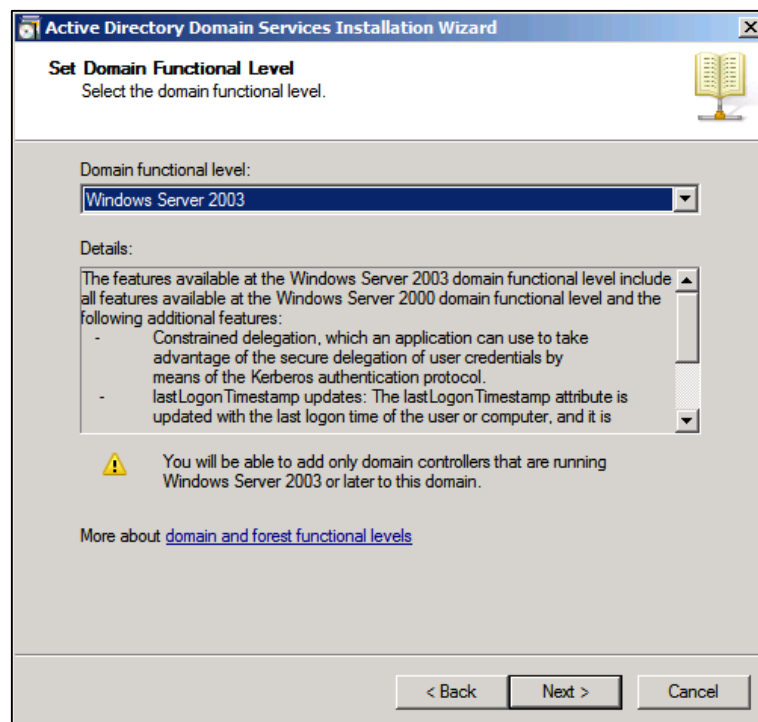 Active Directory Domain Services Installation Wizard
Set Domain Functional Level
Select the domain functional level.
Domain functional level:
Windows Server 2003
Details:
The features available at the Windows Server 2003 domain functional level include
all features available at the Windows Server 2000 domain functional level and the
following additional features:
- Constrained delegation, which an application can use to take
advantage of the secure delegation of user credentials by
means of the Kerberos authentication protocol.
- lastLogonTimestamp updates: The lastLogonTimestamp attribute is
updated with the last logon time of the user or computer, and it is
You will be able to add only domain controllers that are running
Windows Server 2003 or later to this domain.
More about domain and forest functional levels
< Back Next > Cancel